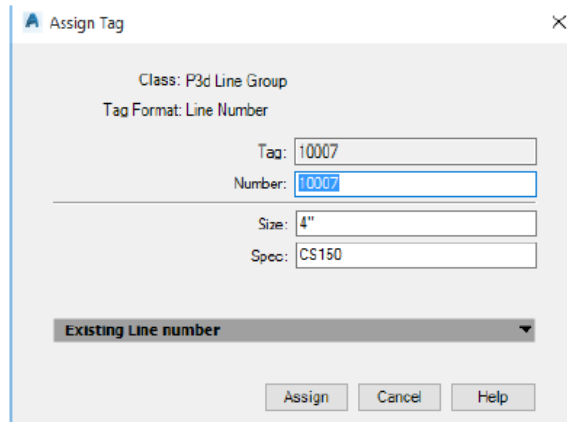 Assign Tag
Class: P3d Line Group
Tag Format: Line Number
Tag: 10007
Number: 10007
Size: 4"
Spec: CS150
Existing Line number
Assign Cancel Help